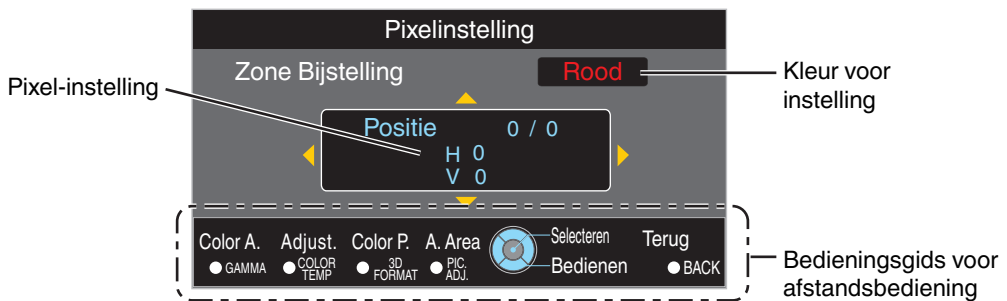 Pixelinstelling
Zone Bijstelling Rood
Pixel-instelling
Kleur voor
instelling
Positie 0 / 0
H 0
V 0
Color A. Adjust. Color P. A. Area Selecteren Terug
GAMMA COLOR TEMP 3D FORMAT PIC. ADJ. Bedienen BACK
Bedieningsgids voor
afstandsbediening